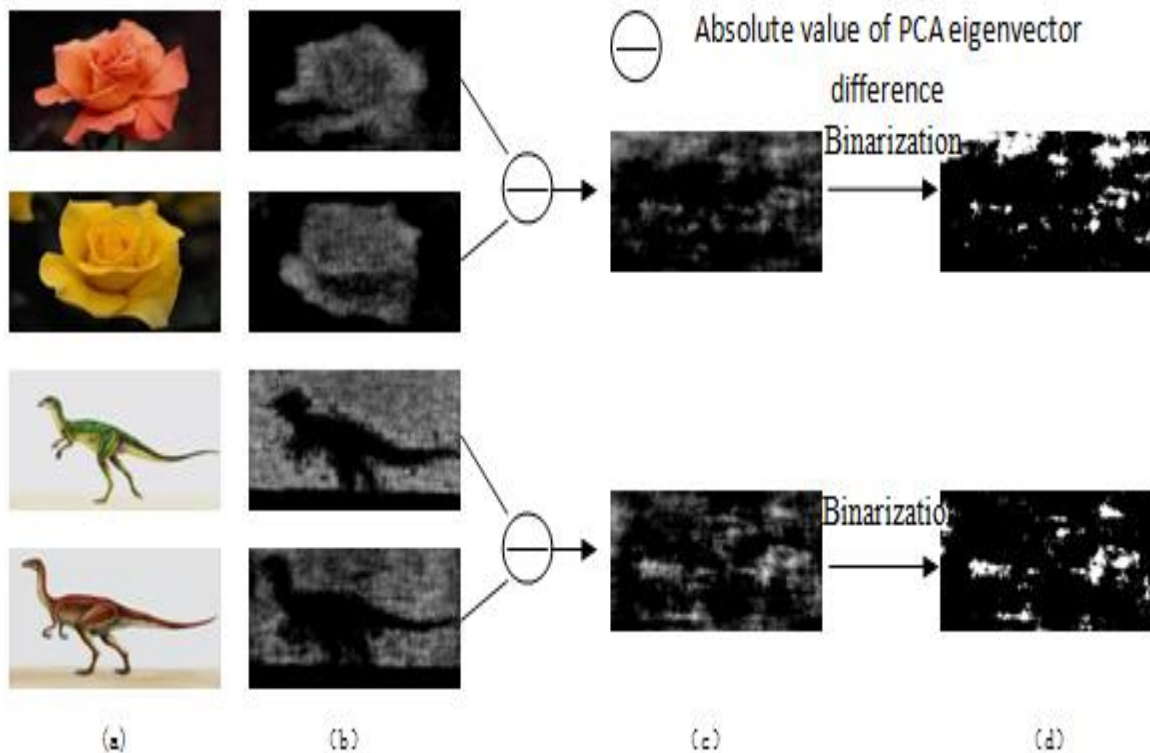 Absolute value of PCA eigenvector
difference
Binarization
Binarizatio
(a)
(b)
(c)
(d)